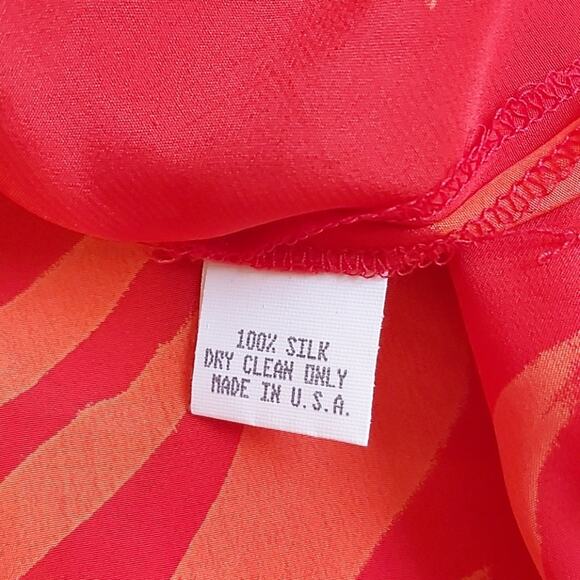 100% SILK
DRY CLEAN ONLY
MADE IN U.S.A.